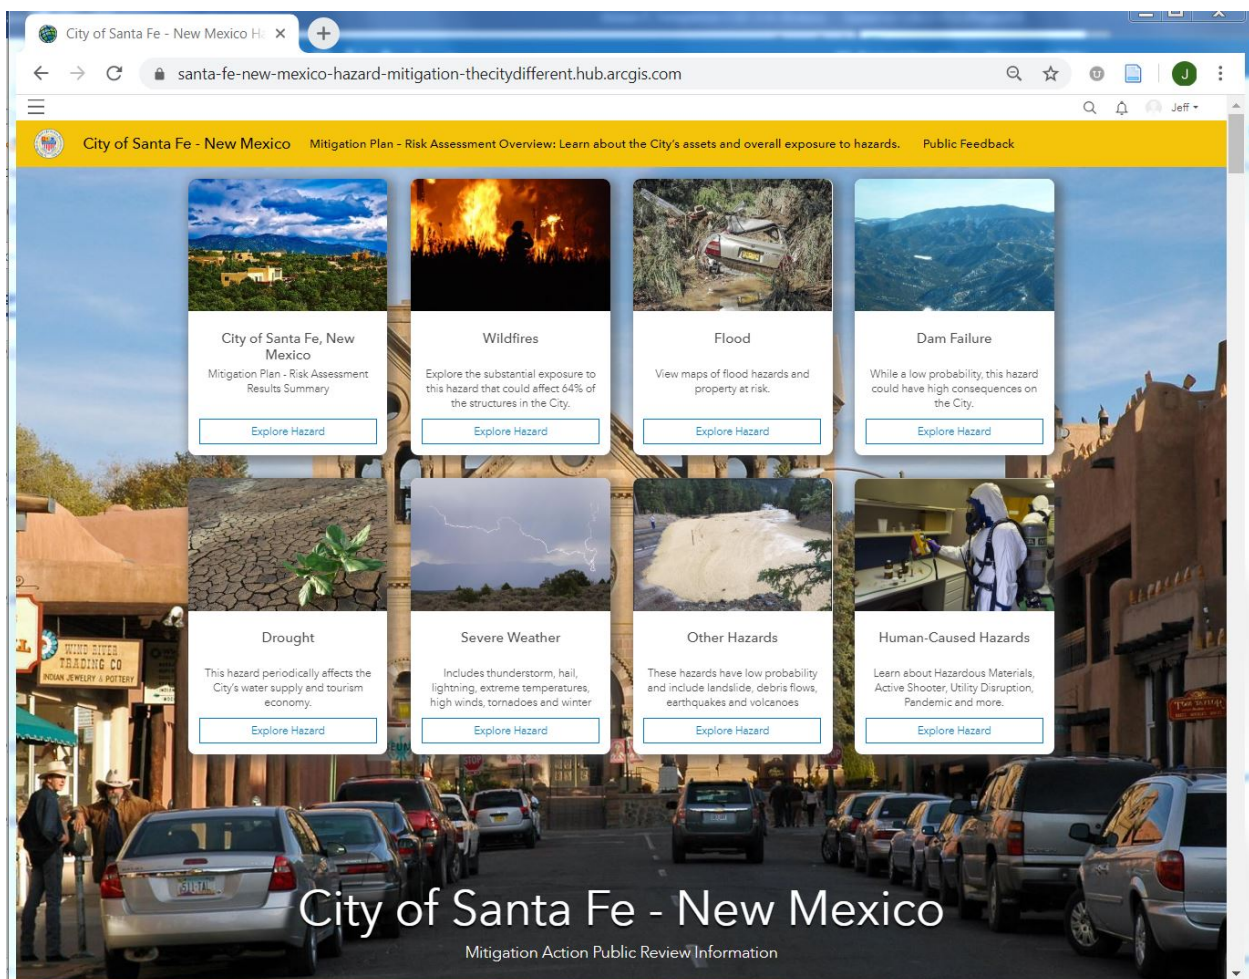 City of Santa Fe - New Mexico Ha
santa-fe-new-mexico-hazard-mitigation-thecitydifferent.hub.arcgis.com
J
Jeff
City of Santa Fe - New Mexico Mitigation Plan - Risk Assessment Overview: Learn about the City's assets and overall exposure to hazards. Public Feedback
City of Santa Fe, New
Mexico
Mitigation Plan - Risk Assessment
Results Summary
Explore Hazard
Wildfires
Explore the substantial exposure to
this hazard that could affect 64% of
the structures in the City.
Explore Hazard
Flood
View maps of flood hazards and
property at risk.
Explore Hazard
Dam Failure
While a low probability, this hazard
could have high consequences on
the City.
Explore Hazard
Drought
This hazard periodically affects the
City's water supply and tourism
economy.
Explore Hazard
Severe Weather
Includes thunderstorm, hail,
lightning, extreme temperatures,
high winds, tornadoes and winter
Explore Hazard
Other Hazards
These hazards have low probability
and include landslide, debris flows,
earthquakes and volcanoes
Explore Hazard
Human-Caused Hazards
Learn about Hazardous Materials,
Active Shooter, Utility Disruption,
Pandemic and more.
Explore Hazard
WIND RIVER
TRADING CO
INDIAN JEWELRY & POTTERY
STOP
City of Santa Fe - New Mexico
Mitigation Action Public Review Information